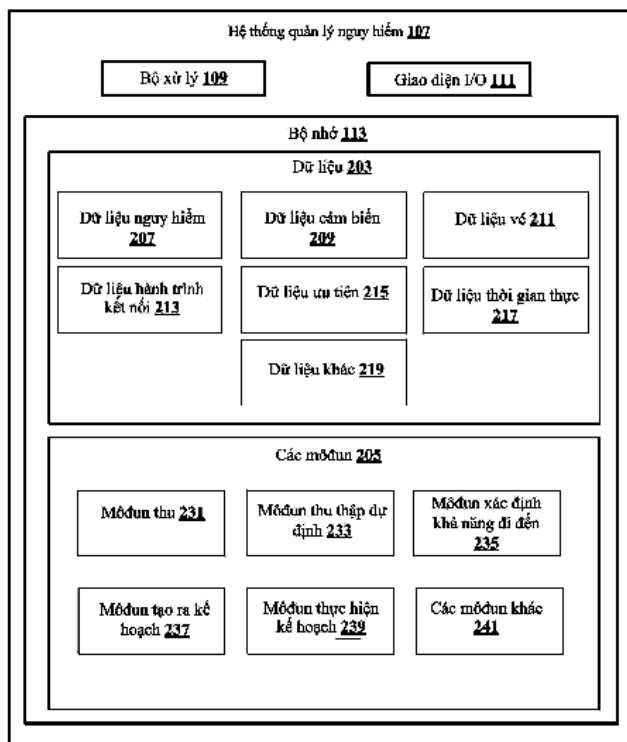 Hệ thống quản lý nguy hiểm 107
Bộ xử lý 109
Giao diện I/O 111
Bộ nhớ 113
Dữ liệu 203
Dữ liệu nguy hiểm
207
Dữ liệu cảm biến
209
Dữ liệu vé 211
Dữ liệu hành trình
kết nối 213
Dữ liệu ưu tiên 215
Dữ liệu thời gian thực
217
Dữ liệu khác 219
Các môđun 205
Môđun thu 231
Môđun thu thập dự
định 233
Môđun xác định
khả năng đi đến
235
Môđun tạo ra kế
hoạch 237
Môđun thực hiện
kế hoạch 239
Các môđun khác
241